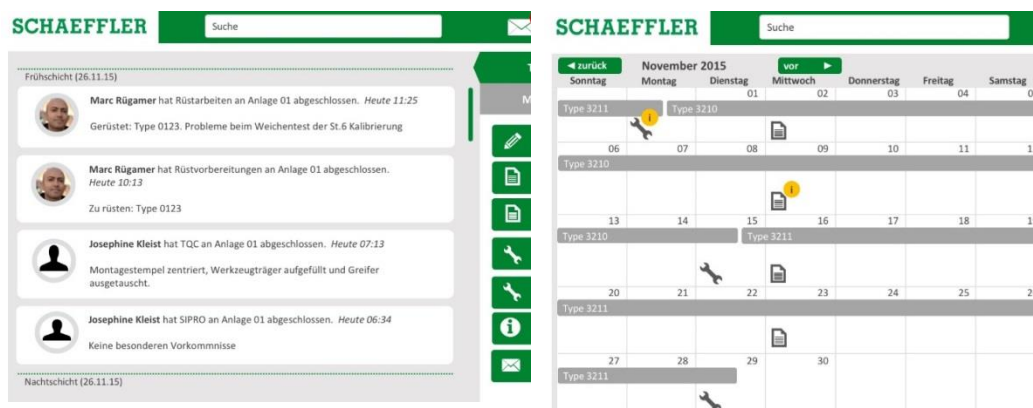 SCHAEFFLER
Suche
Frühschicht (26.11.15)
Marc Rügamer hat Rüstarbeiten an Anlage 01 abgeschlossen. Heute 11:25
Gerüstet: Type 0123. Probleme beim Weichentest der St.6 Kalibrierung
Marc Rügamer hat Rüstvorbereitungen an Anlage 01 abgeschlossen.
Heute 10:13
Zu rüsten: Type 0123
Josephine Kleist hat TQC an Anlage 01 abgeschlossen. Heute 07:13
Montagestempel zentriert, Werkzeugträger aufgefüllt und Greifer
ausgetauscht.
Josephine Kleist hat SIPRO an Anlage 01 abgeschlossen. Heute 06:34
Keine besonderen Vorkommnisse
Nachtschicht (26.11.15)
SCHAEFFLER
Suche
zurück November 2015 vor
Sonntag Montag Dienstag Mittwoch Donnerstag Freitag Samstag
01 02 03 04
Type 3211 Type 3210
06 07 08 09 10 11
Type 3210
13 14 15 16 17 18
Type 3210 Type 3211
20 21 22 23 24 25
Type 3211
27 28 29 30
Type 3211